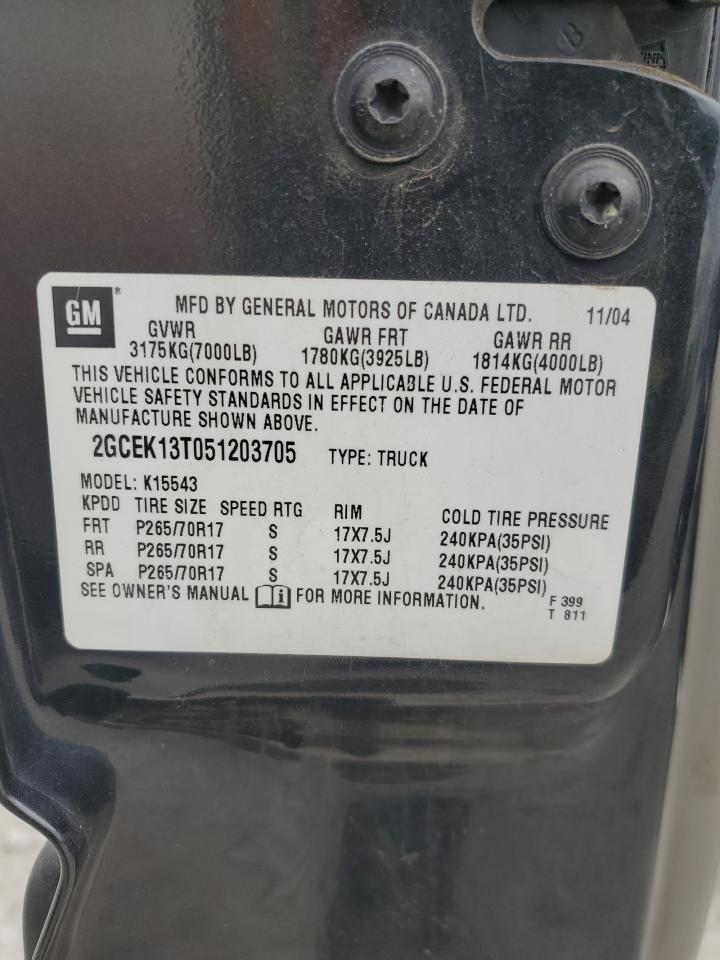 GM®
MFD BY GENERAL MOTORS OF CANADA LTD. 11/04
GVWR GAWR FRT GAWR RR
3175KG(7000LB) 1780KG(3925LB) 1814KG(4000LB)
THIS VEHICLE CONFORMS TO ALL APPLICABLE U.S. FEDERAL MOTOR
VEHICLE SAFETY STANDARDS IN EFFECT ON THE DATE OF
MANUFACTURE SHOWN ABOVE.
2GCEK13T051203705 TYPE: TRUCK
MODEL: K15543
KPDD TIRE SIZE SPEED RTG RIM COLD TIRE PRESSURE
FRT P265/70R17 S 17X7.5J 240KPA(35PSI)
RR P265/70R17 S 17X7.5J 240KPA(35PSI)
SPA P265/70R17 S 17X7.5J 240KPA(35PSI)
SEE OWNER'S MANUAL FOR MORE INFORMATION.
F 399
T 811